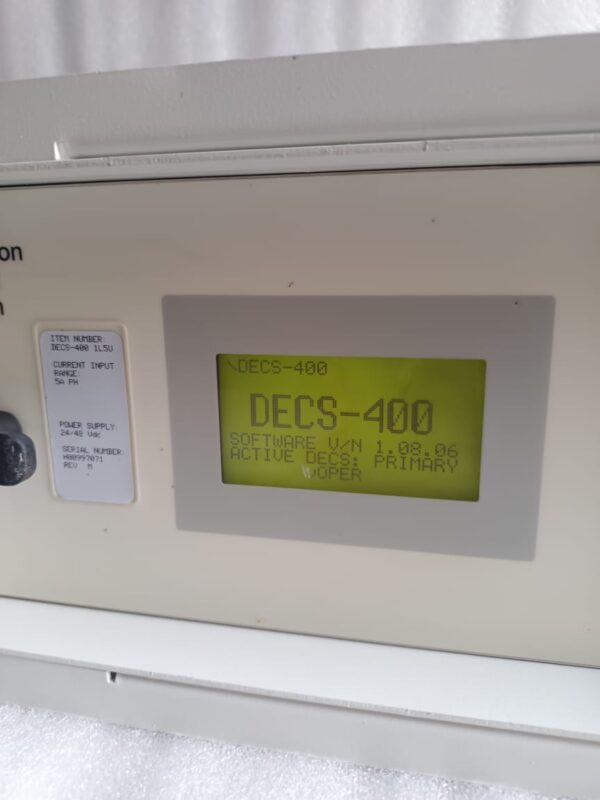 on
n
ITEM NUMBER:
DECS-400 1L5U
CURRENT INPUT
RANGE:
5A PH
POWER SUPPLY
24/48 Vdc
SERIAL NUMBER:
H00997071
REV M
\DECS-400
DECS-400
SOFTWARE V/N 1.08.06
ACTIVE DECS: PRIMARY
\OPER